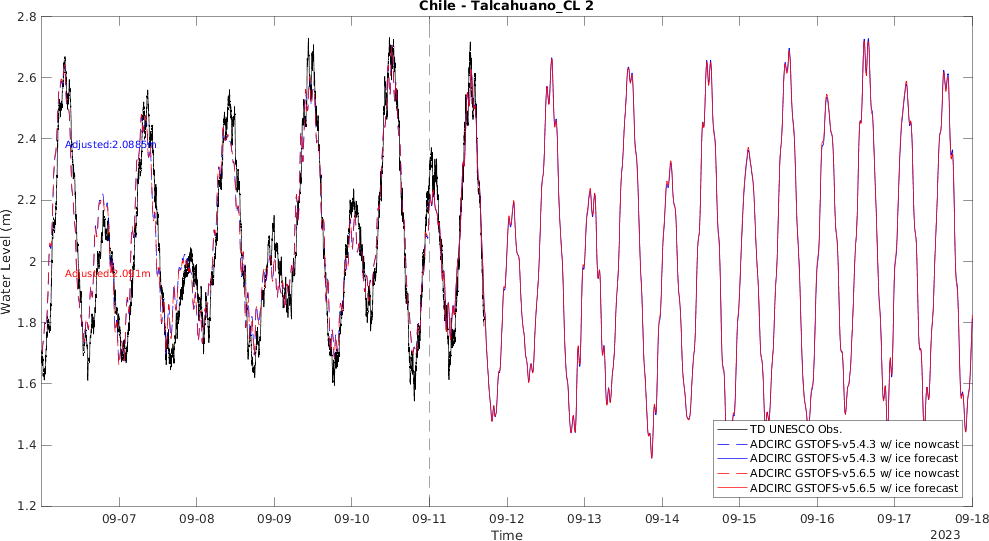 Chile - Talcahuano_CL 2
2.8
2.6
2.4
2.2
2
1.8
1.6
1.4
1.2
Water Level (m)
Adjusted:2.0885m
Adjusted:2.091m
TD UNESCO Obs.
ADCIRC GSTOFS-v5.4.3 w/ ice nowcast
ADCIRC GSTOFS-v5.4.3 w/ ice forecast
ADCIRC GSTOFS-v5.6.5 w/ ice nowcast
ADCIRC GSTOFS-v5.6.5 w/ ice forecast
09-07 09-08 09-09 09-10 09-11 09-12 09-13 09-14 09-15 09-16 09-17 09-18
Time
2023